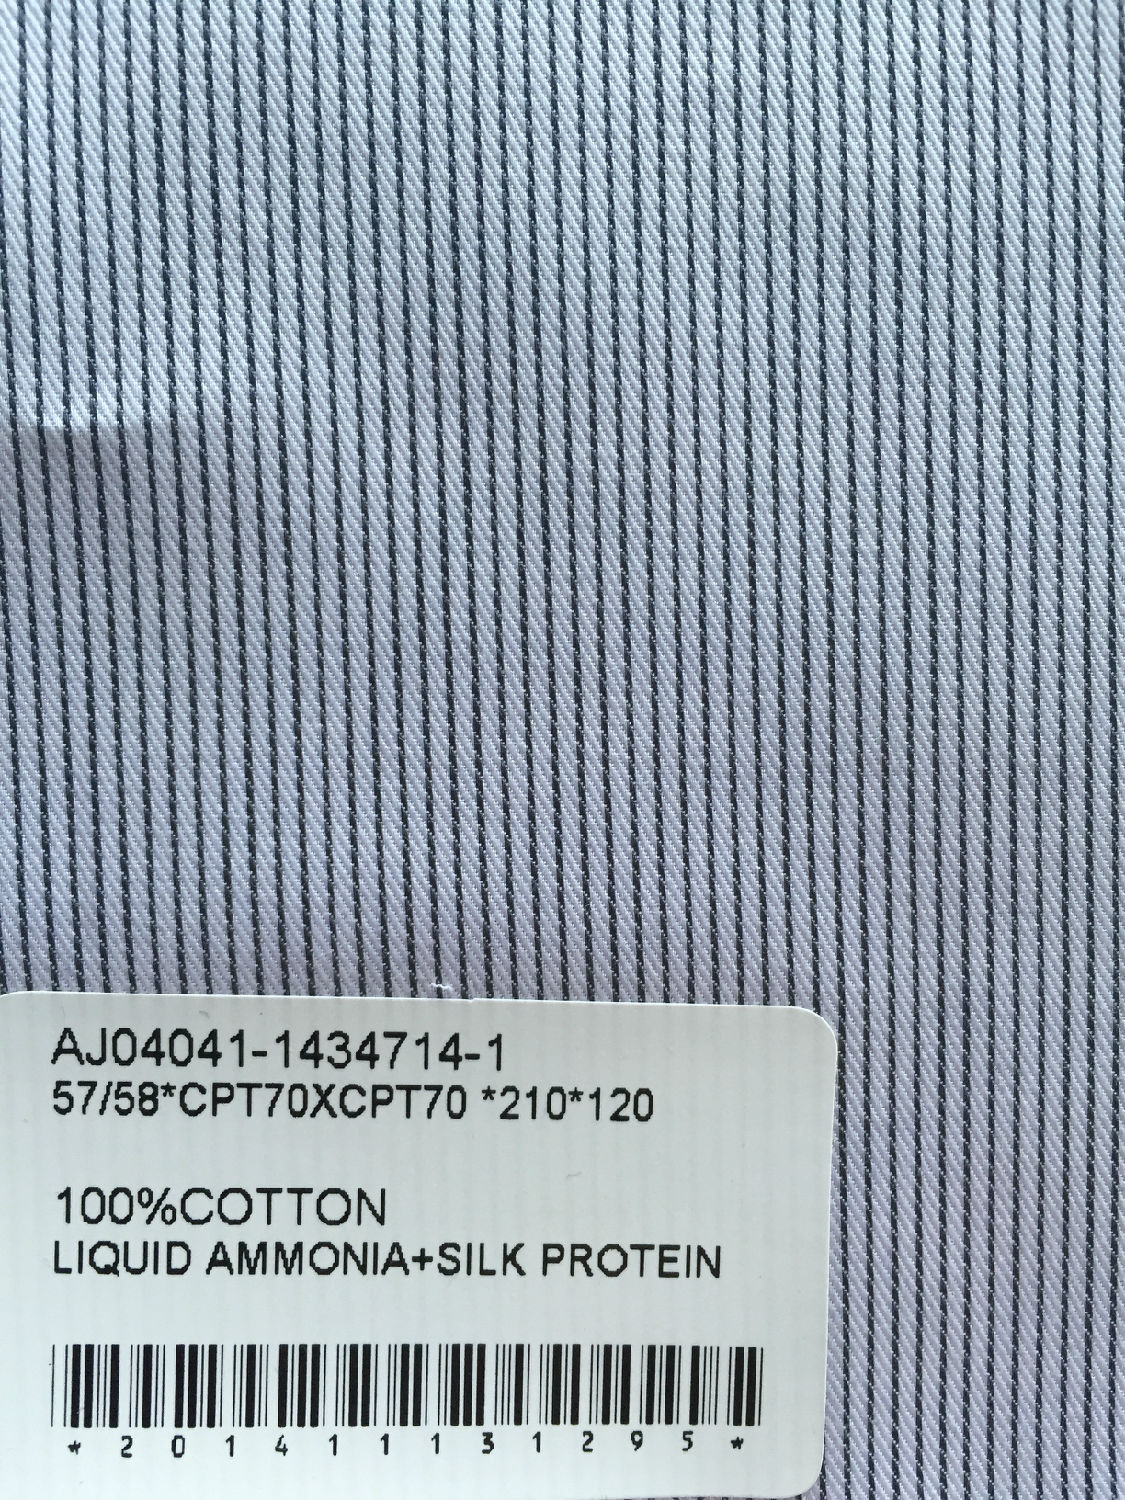 AJ04041-1434714-1
57/58*CPT70XCPT70 *210*120
100%COTTON
LIQUID AMMONIA+SILK PROTEIN
*201411131295*